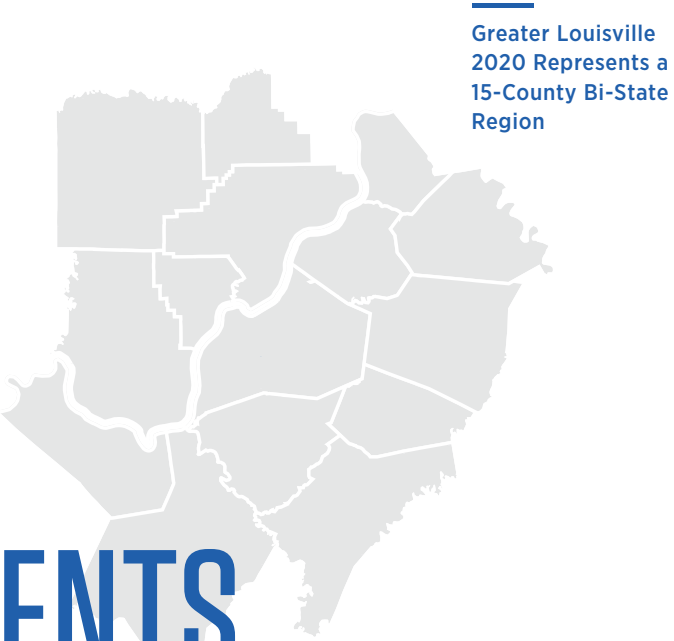 Greater Louisville
2020 Represents a
15-County Bi-State
Region
ENTS